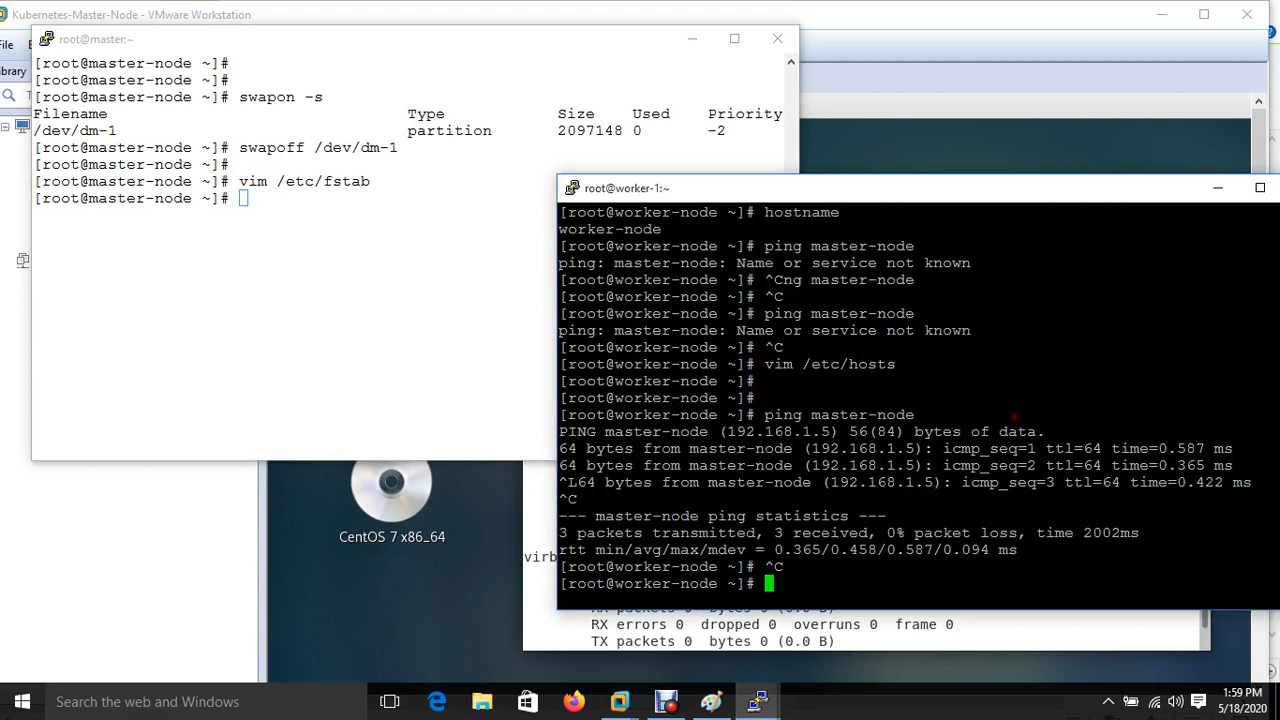 Kubernetes-Master-Node - VMware Workstation
File
Library
root@master:~
[root@master-node ~]#
[root@master-node ~]#
[root@master-node ~]# swapon -s
Filename Type Size Used Priority
/dev/dm-1 partition 2097148 0 -2
[root@master-node ~]# swapoff /dev/dm-1
[root@master-node ~]#
[root@master-node ~]# vim /etc/fstab
[root@master-node ~]#
root@worker-1:~
[root@worker-node ~]# hostname
worker-node
[root@worker-node ~]# ping master-node
ping: master-node: Name or service not known
[root@worker-node ~]# ^Cng master-node
[root@worker-node ~]# ^C
[root@worker-node ~]# ping master-node
ping: master-node: Name or service not known
[root@worker-node ~]# ^C
[root@worker-node ~]# vim /etc/hosts
[root@worker-node ~]#
[root@worker-node ~]#
[root@worker-node ~]# ping master-node
PING master-node (192.168.1.5) 56(84) bytes of data.
64 bytes from master-node (192.168.1.5): icmp_seq=1 ttl=64 time=0.587 ms
64 bytes from master-node (192.168.1.5): icmp_seq=2 ttl=64 time=0.365 ms
^L64 bytes from master-node (192.168.1.5): icmp_seq=3 ttl=64 time=0.422 ms
^C
--- master-node ping statistics ---
3 packets transmitted, 3 received, 0% packet loss, time 2002ms
rtt min/avg/max/mdev = 0.365/0.458/0.587/0.094 ms
[root@worker-node ~]# ^C
[root@worker-node ~]#
CentOS 7 x86_64
virb
RX errors 0 dropped 0 overruns 0 frame 0
TX packets 0 bytes 0 (0.0 B)
Search the web and Windows
1:59 PM
5/18/2020